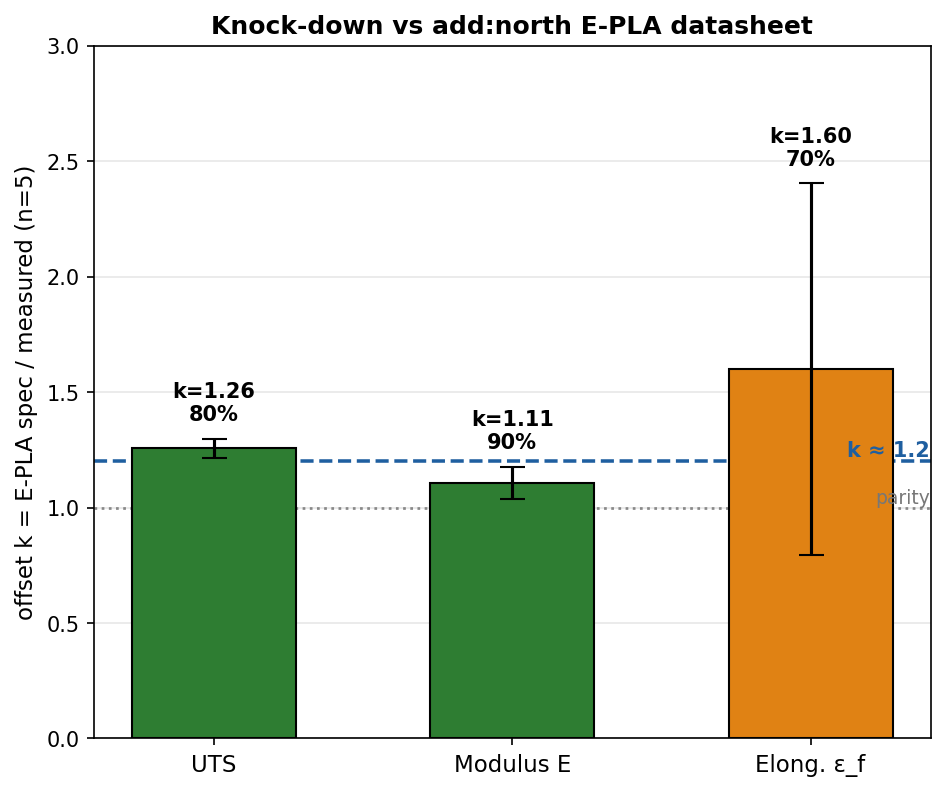 Knock-down vs add:north E-PLA datasheet
offset k = E-PLA spec / measured (n=5)
3.0
2.5
2.0
1.5
1.0
0.5
0.0
k=1.26
80%
k=1.11
90%
k=1.60
70%
k ≈ 1.2
parity
UTS
Modulus E
Elong. ε_f